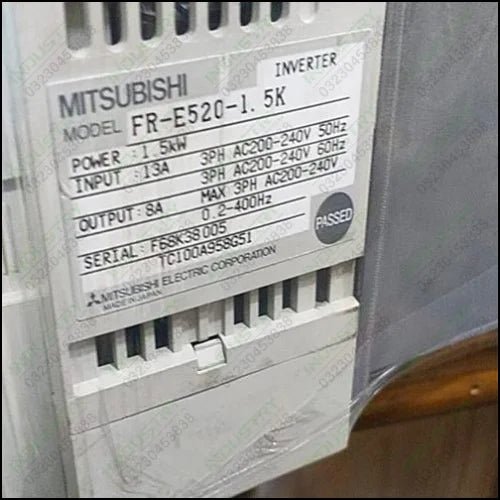 INVERTER
MITSUBISHI
MODEL FR-E520-1.5K
POWER : 1.5kW
INPUT : 13A 3PH AC200-240V 50Hz
3PH AC200-240V 60Hz
OUTPUT: 8A MAX 3PH AC200-240V
0.2-400Hz
SERIAL: F68K38005
TC100A958G51
PASSED
MITSUBISHI ELECTRIC CORPORATION
MADE IN JAPAN